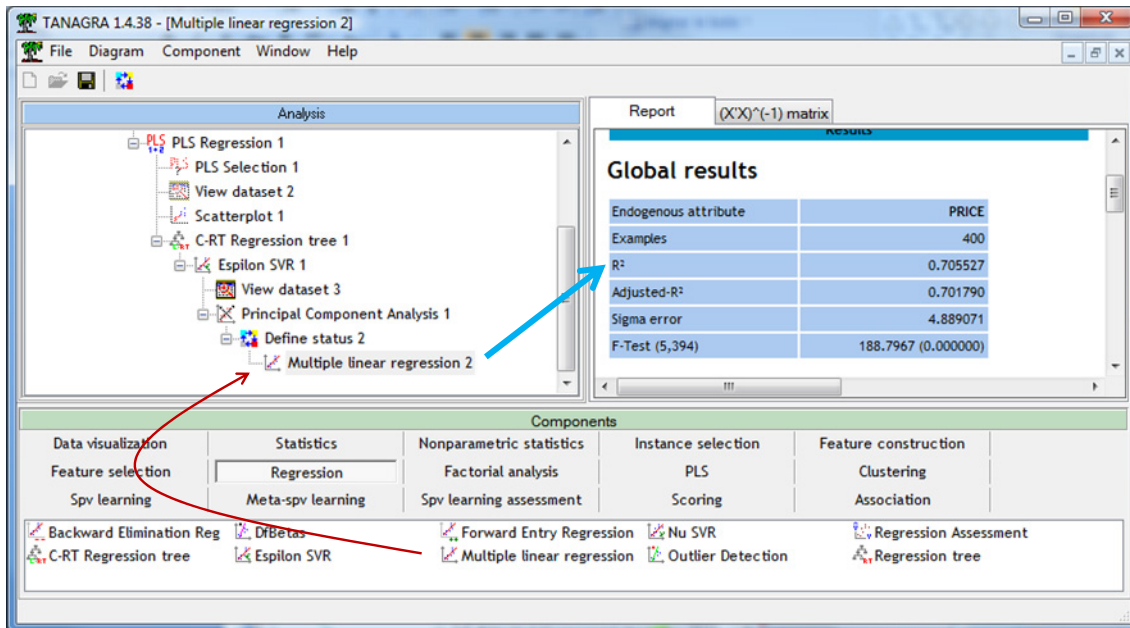 TANAGRA 1.4.38 - [Multiple linear regression 2]
File Diagram Component Window Help
Analysis
PLS Regression 1
PLS Selection 1
View dataset 2
Scatterplot 1
C-RT Regression tree 1
Espilon SVR 1
View dataset 3
Principal Component Analysis 1
Define status 2
Multiple linear regression 2
Report (X'X)^(-1) matrix
Results
Global results
Endogenous attribute PRICE
Examples 400
R² 0.705527
Adjusted-R² 0.701790
Sigma error 4.889071
F-Test (5,394) 188.7967 (0.000000)
Components
Data visualization Statistics Nonparametric statistics Instance selection Feature construction
Feature selection Regression Factorial analysis PLS Clustering
Spv learning Meta-spv learning Spv learning assessment Scoring Association
Backward Elimination Reg DfBetas Forward Entry Regression Nu SVR Regression Assessment
C-RT Regression tree Espilon SVR Multiple linear regression Outlier Detection Regression tree